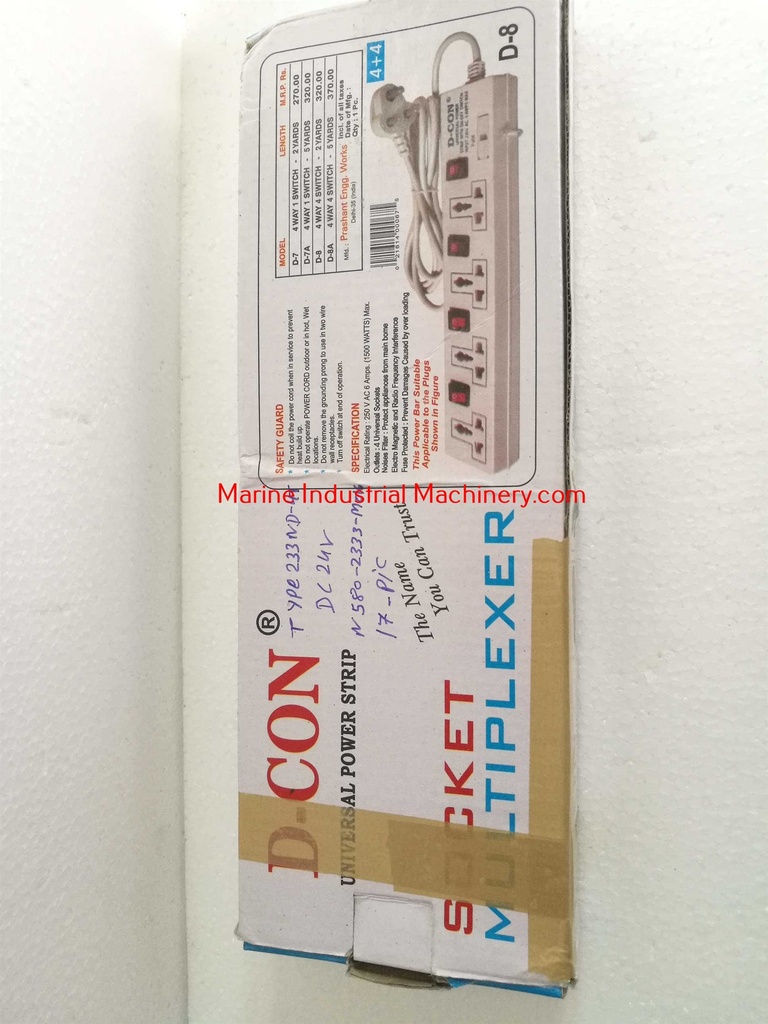 D-CON®
UNIVERSAL POWER STRIP
TYPE 233ND-
DC 24V
N580-2333-
17-PIC
The Name
You Can Trust
SOCKET
MULTIPLEXER
SAFETY GUARD
* Do not coil the power cord when in service to prevent
heat build up.
* Do not operate POWER CORD outdoor or in hot, Wet
locations.
* Do not remove the grounding prong to use in two wire
wall receptacles.
* Turn off switch at end of operation.
SPECIFICATION
Electrical Rating : 250 V AC 6 Amps. (1500 WATTS) Max.
Outlets : 4 Universal Sockets
Noises Filter : Protect appliances from main borne
Electro Magnetic and Radio Frequency Interference
Fuse Protected : Prevent Damages Caused by over loading
This Power Bar Suitable
Applicable to the Plugs
Shown in Figure
MODEL LENGTH M.R.P. Rs.
D-7 4 WAY 1 SWITCH - 2 YARDS 270.00
D-7A 4 WAY 1 SWITCH - 5 YARDS 320.00
D-8 4 WAY 4 SWITCH - 2 YARDS 320.00
D-8A 4 WAY 4 SWITCH - 5 YARDS 370.00
Mfd. : Prashant Engg. Works
Delhi-35 (India)
Incl. of all taxes
Date of Mfg. :
Qty : 1 Pc.
4+4
D-CON®
D-8
Marine Industrial Machinery.com